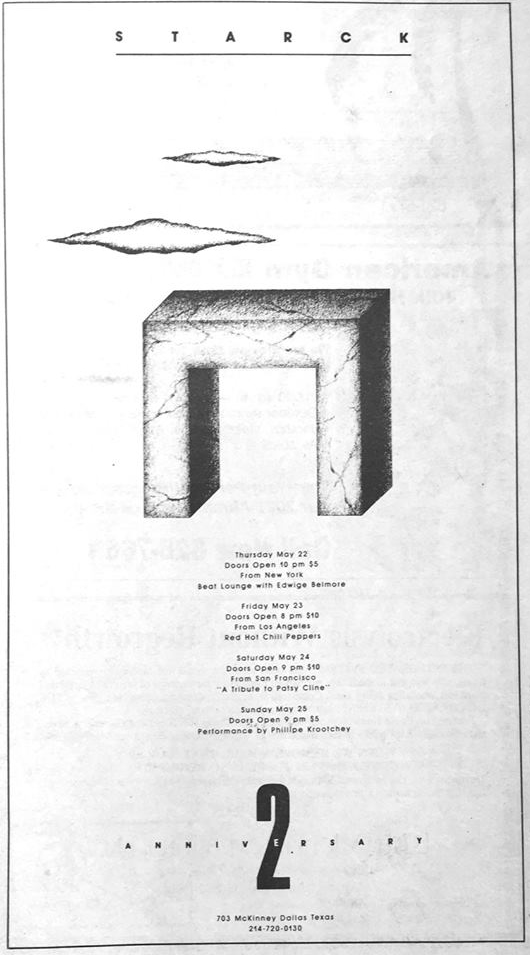 STARCK
Thursday May 22
Doors Open 10 pm $5
From New York
Beat Lounge with Edwige Belmore
Friday May 23
Doors Open 8 pm $10
From Los Angeles
Red Hot Chili Peppers
Saturday May 24
Doors Open 9 pm $10
From San Francisco
"A Tribute to Patsy Cline"
Sunday May 25
Doors Open 9 pm $5
Performance by Phillipe Krootchey
2
ANNIVERSARY
703 McKinney Dallas Texas
214-720-0130